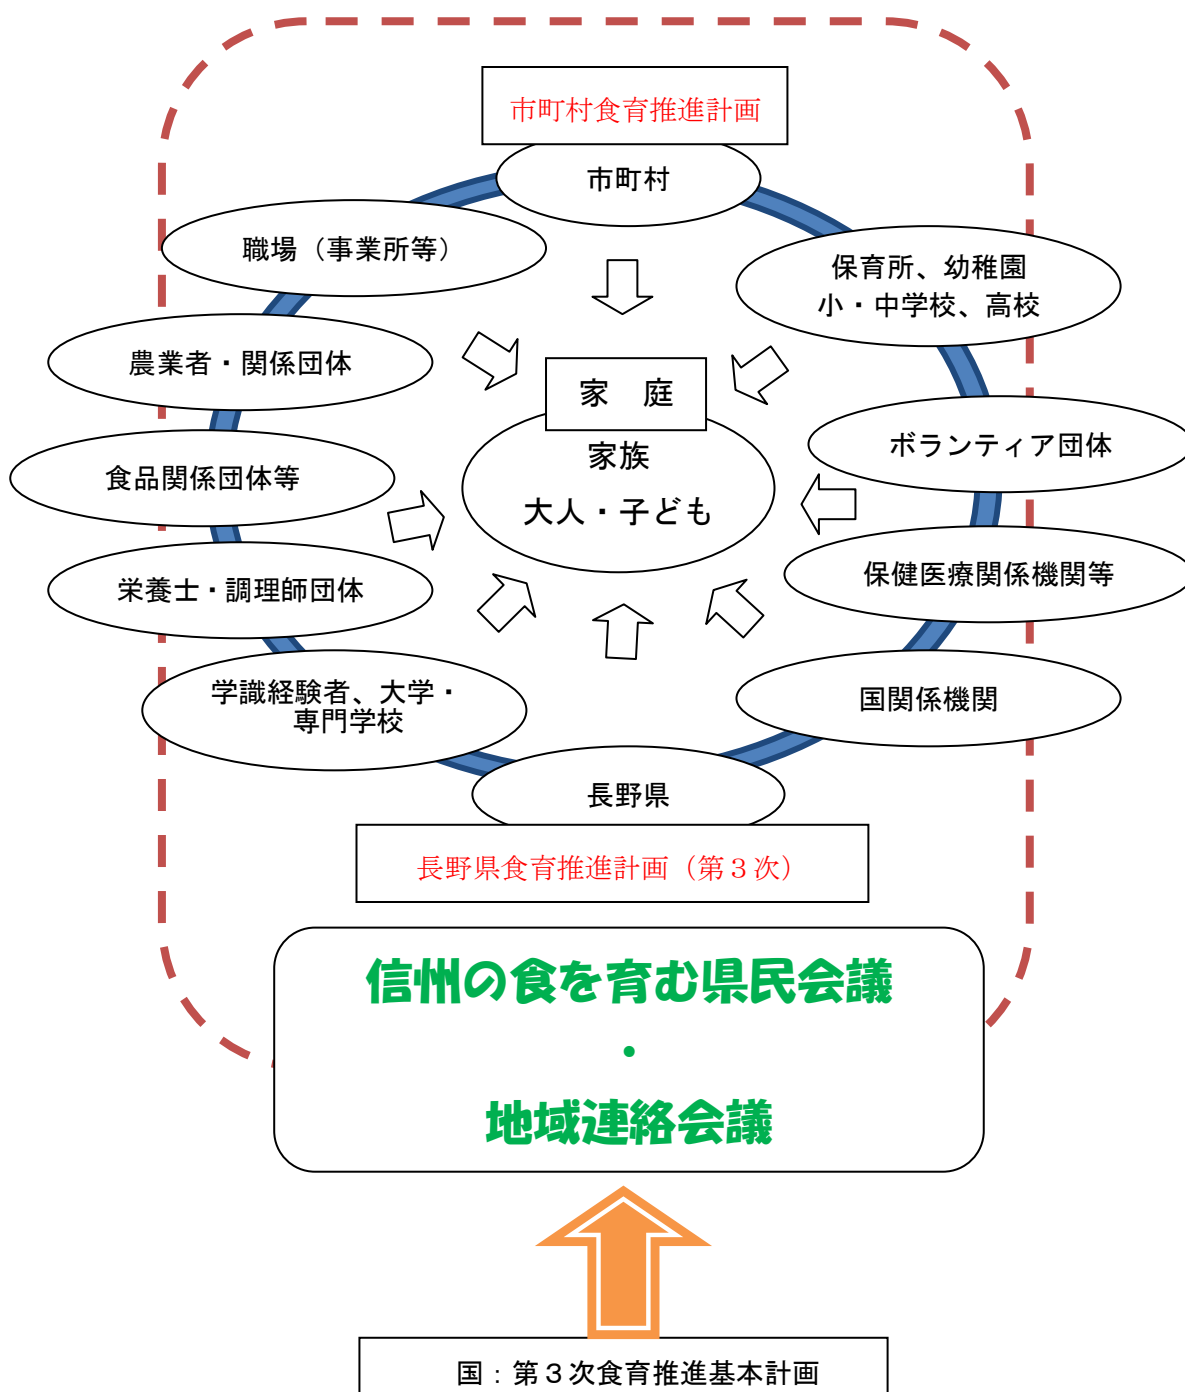 市町村食育推進計画
市町村
職場（事業所等）
保育所、幼稚園
小・中学校、高校
農業者・関係団体
家　庭
家族
大人・子ども
ボランティア団体
食品関係団体等
栄養士・調理師団体
保健医療関係機関等
学識経験者、大学・
専門学校
国関係機関
長野県
長野県食育推進計画（第３次）
信州の食を育む県民会議
・
地域連絡会議
国：第３次食育推進基本計画